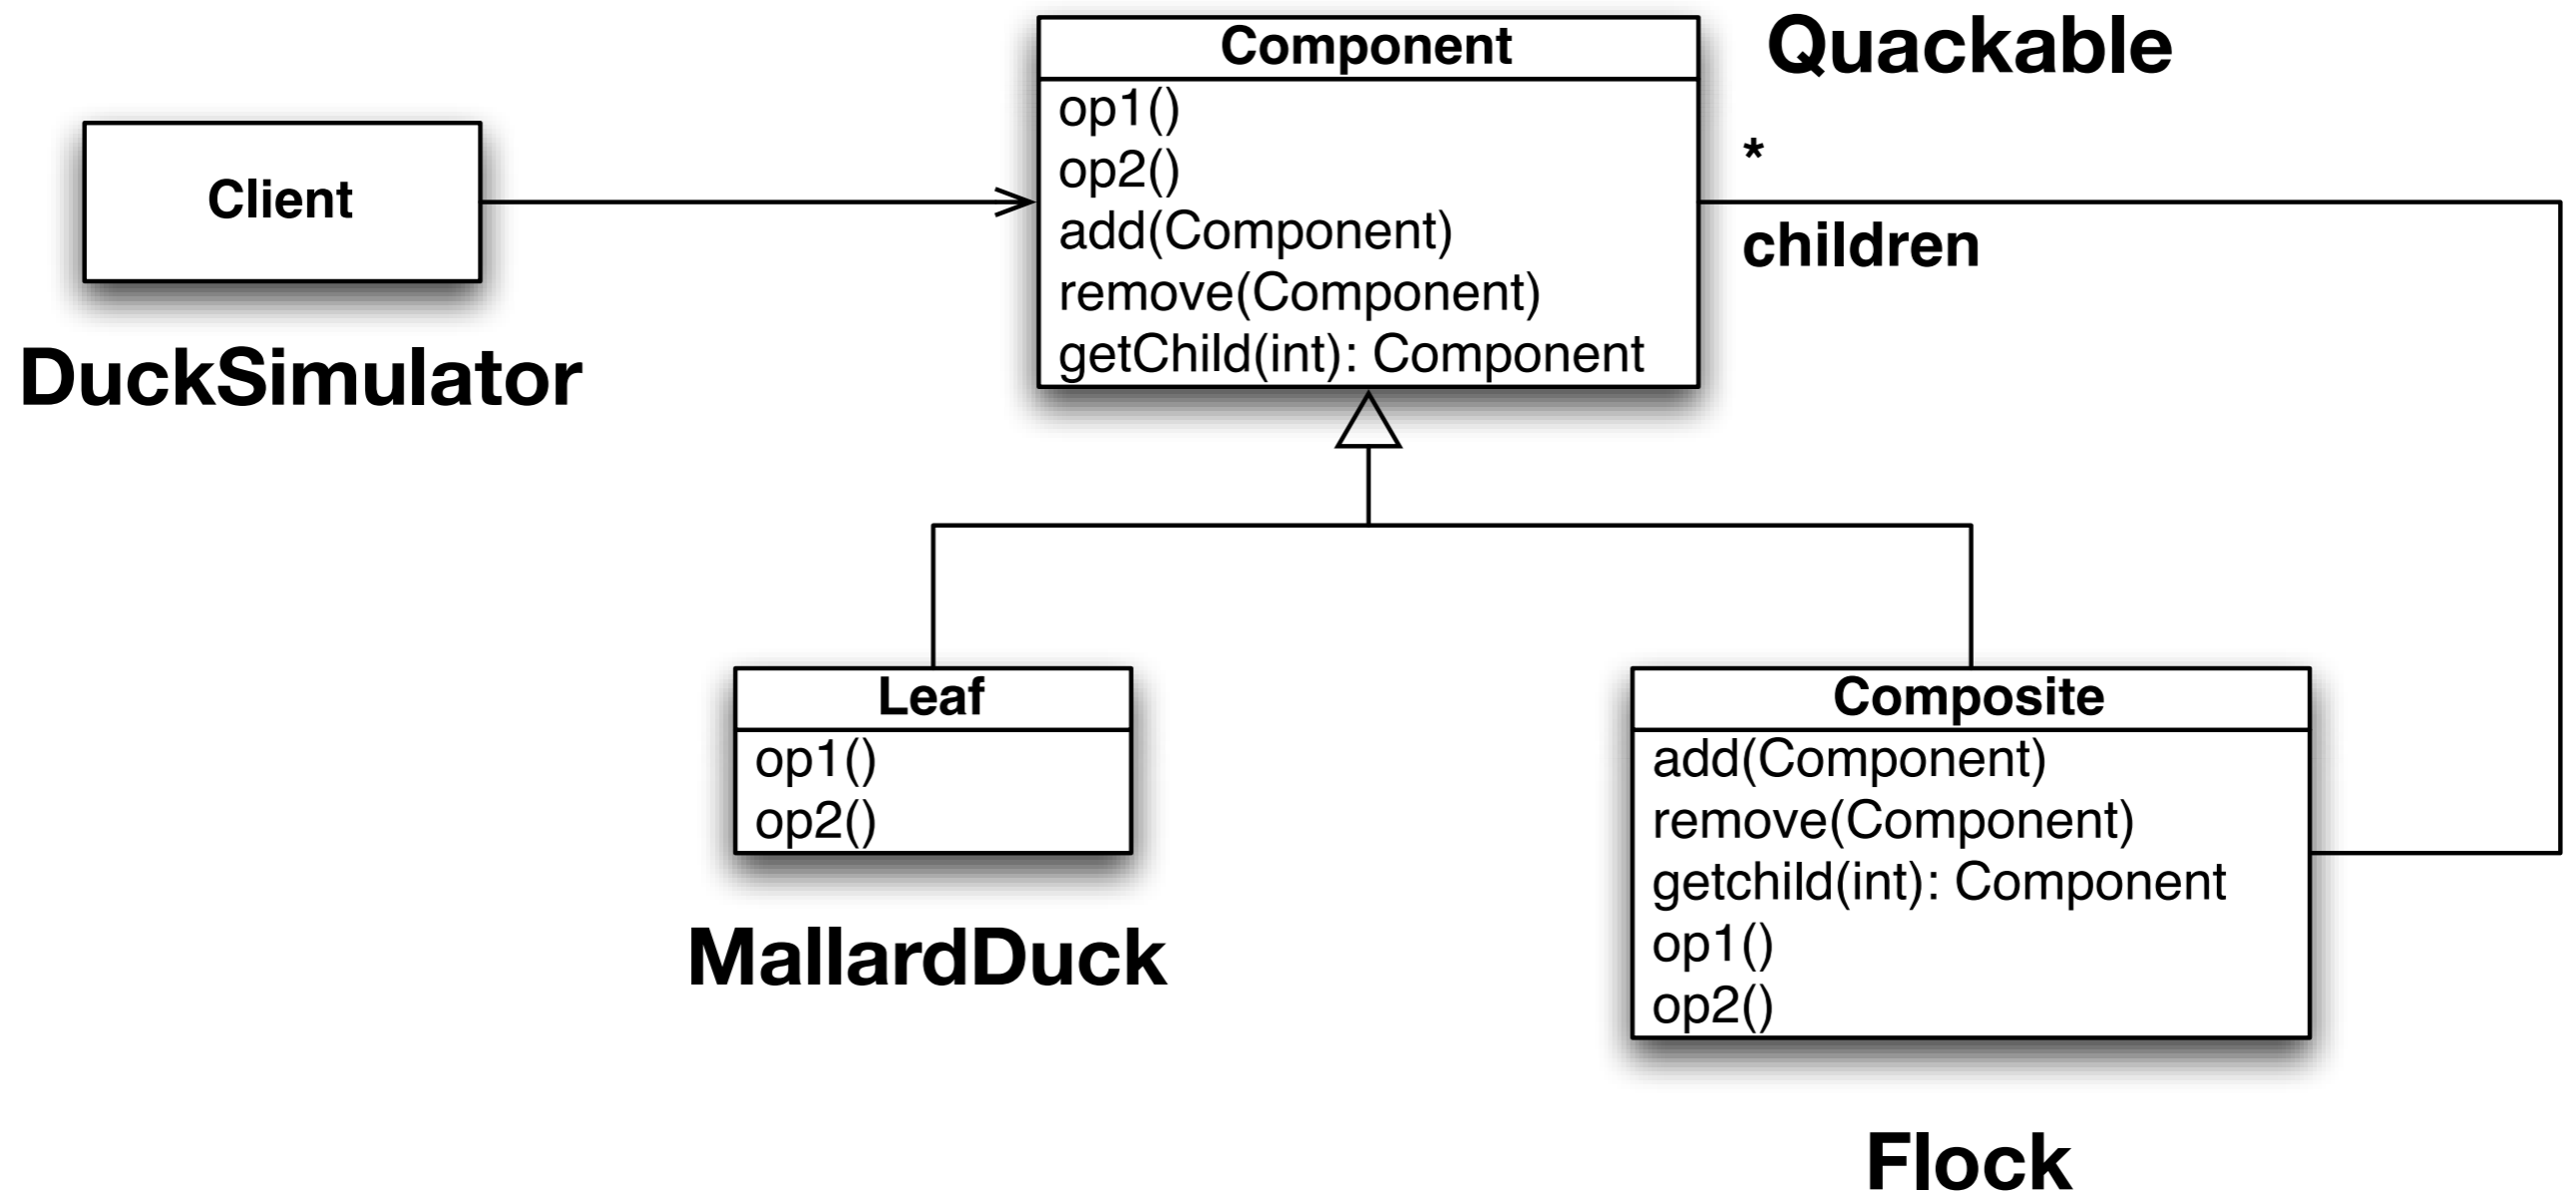 Component
op1()
op2()
add(Component)
remove(Component)
getChild(int): Component
Quackable
*
children
Client
DuckSimulator
Leaf
op1()
op2()
MallardDuck
Composite
add(Component)
remove(Component)
getchild(int): Component
op1()
op2()
Flock